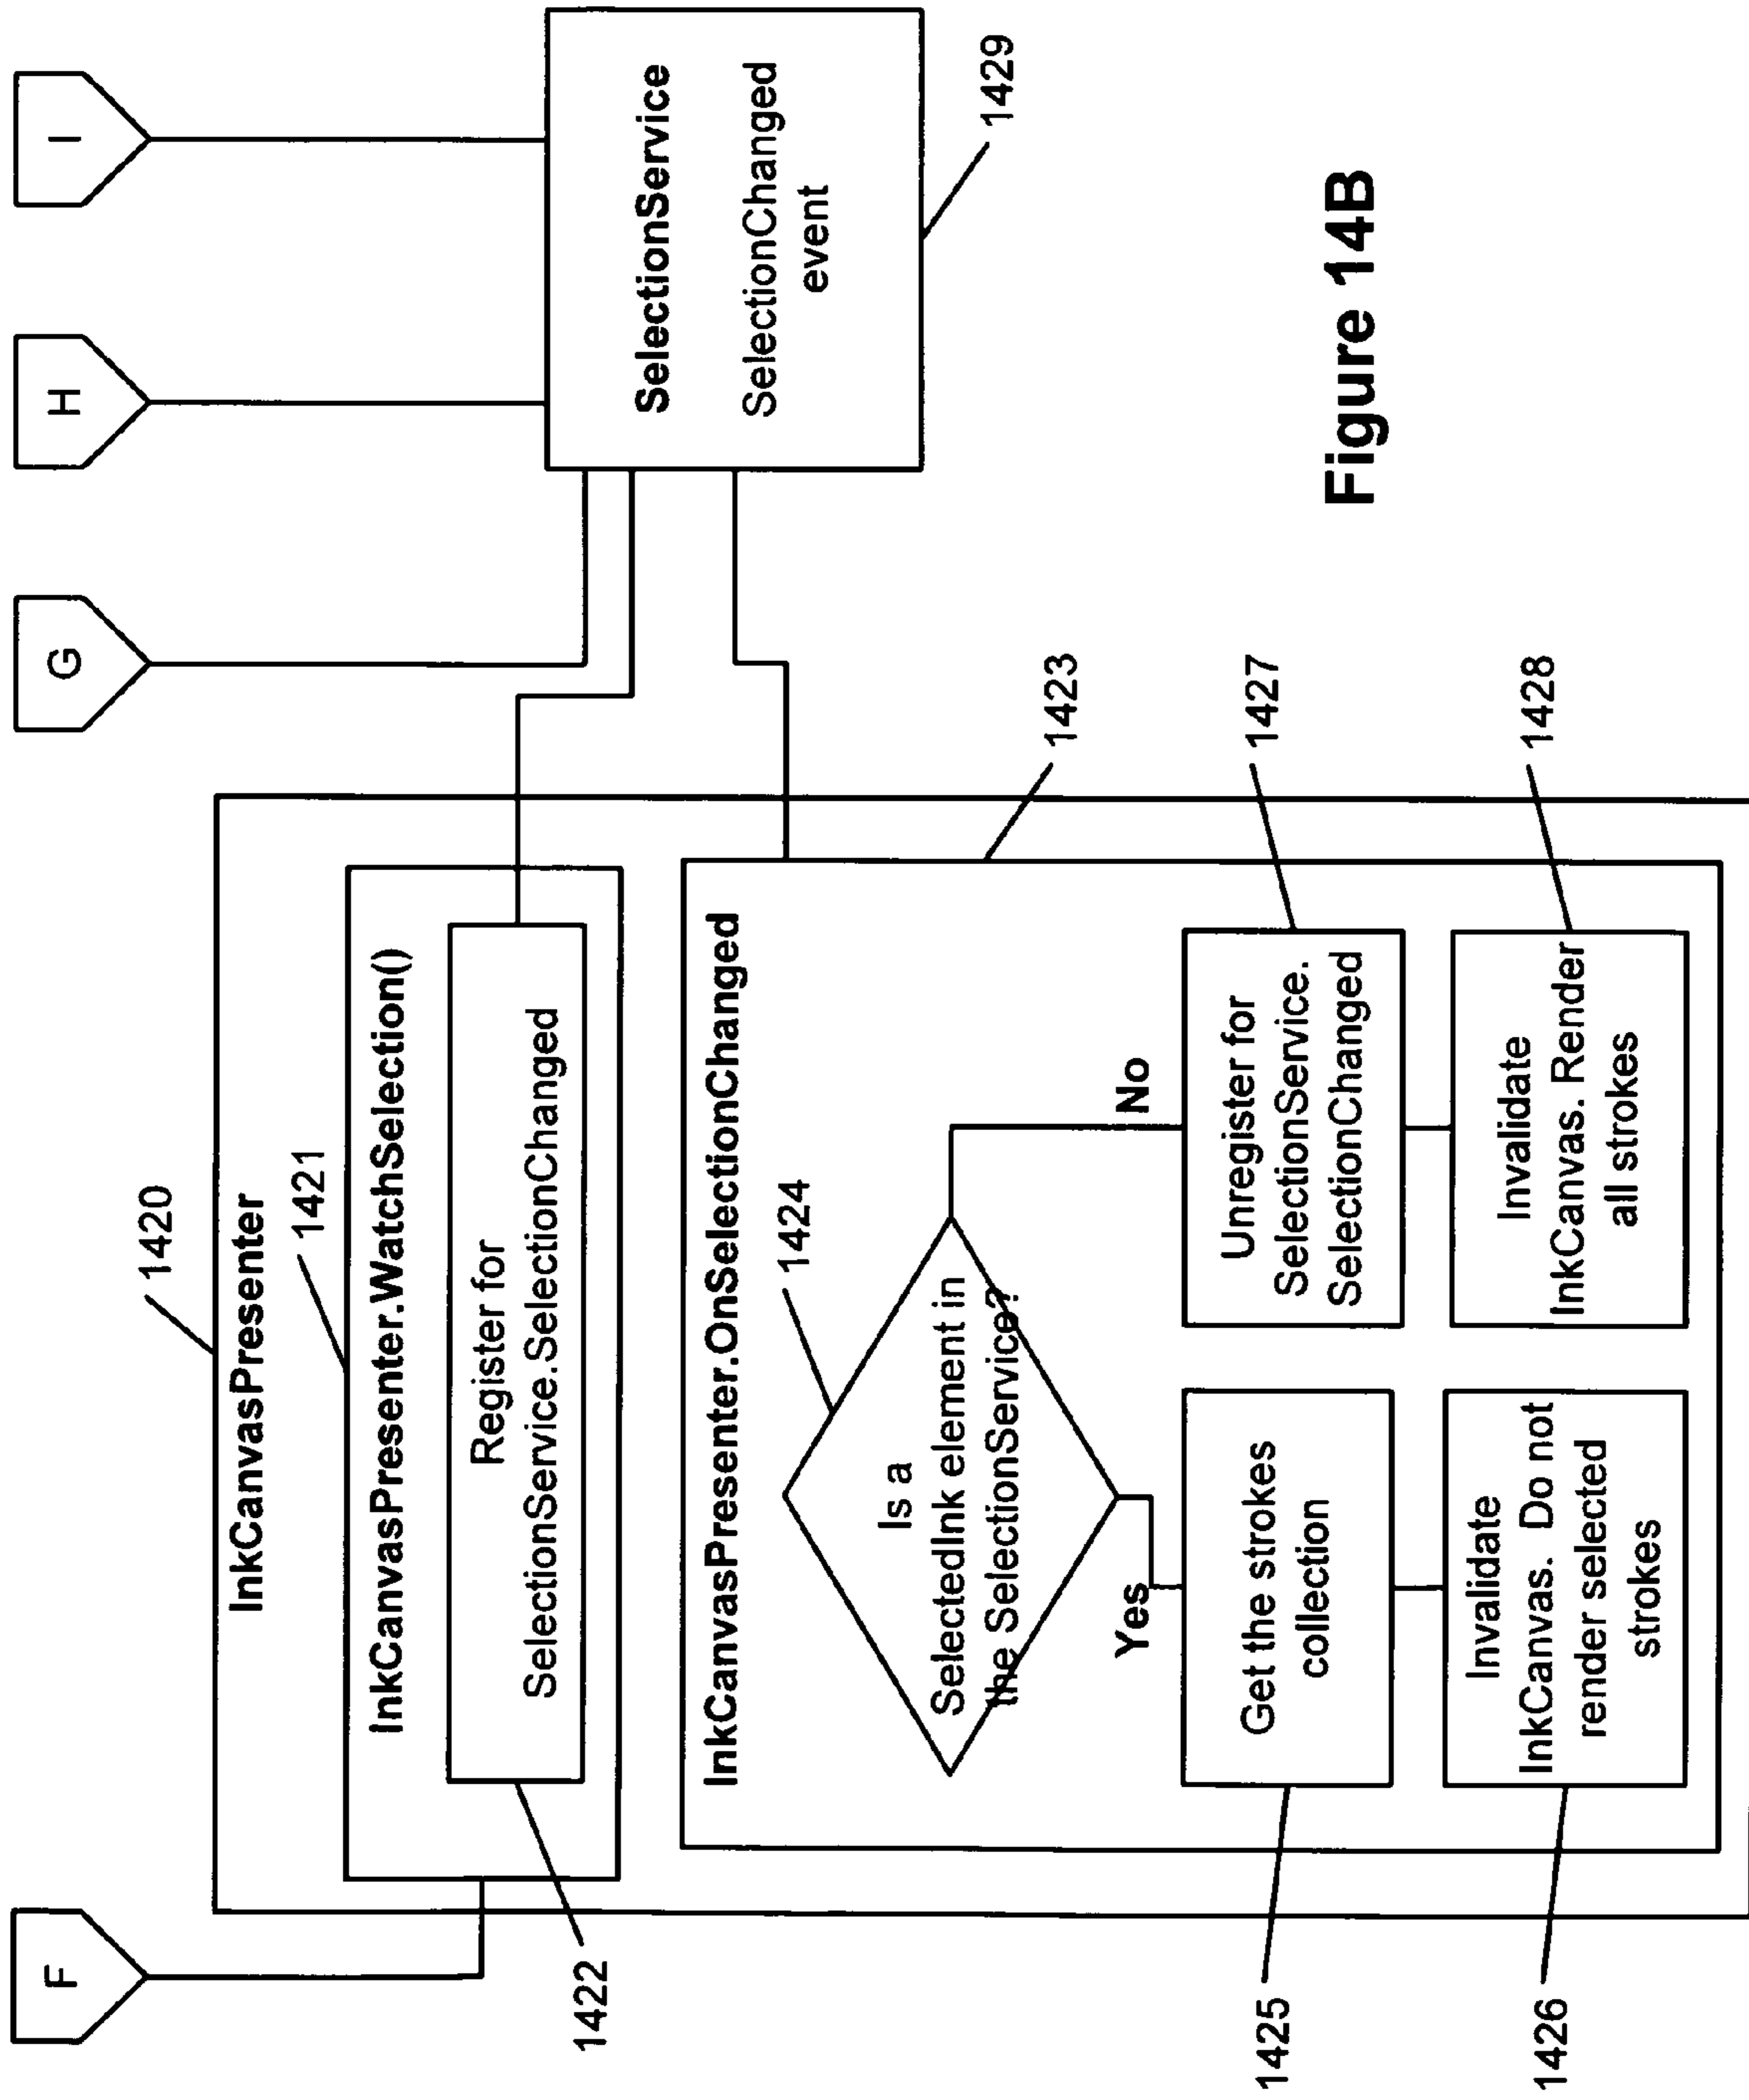 F
G
H
I
1420
InkCanvasPresenter
1421
InkCanvasPresenter.WatchSelection()
Register for
SelectionService.SelectionChanged
1422
InkCanvasPresenter.OnSelectionChanged
1423
1424
Is a
SelectedInk element in
the SelectionService?
Yes
No
Get the strokes
collection
1425
Invalidate
InkCanvas. Do not
render selected
strokes
1426
Unregister for
SelectionService.
SelectionChanged
1427
Invalidate
InkCanvas. Render
all strokes
1428
SelectionService
SelectionChanged
event
1429
Figure 14B